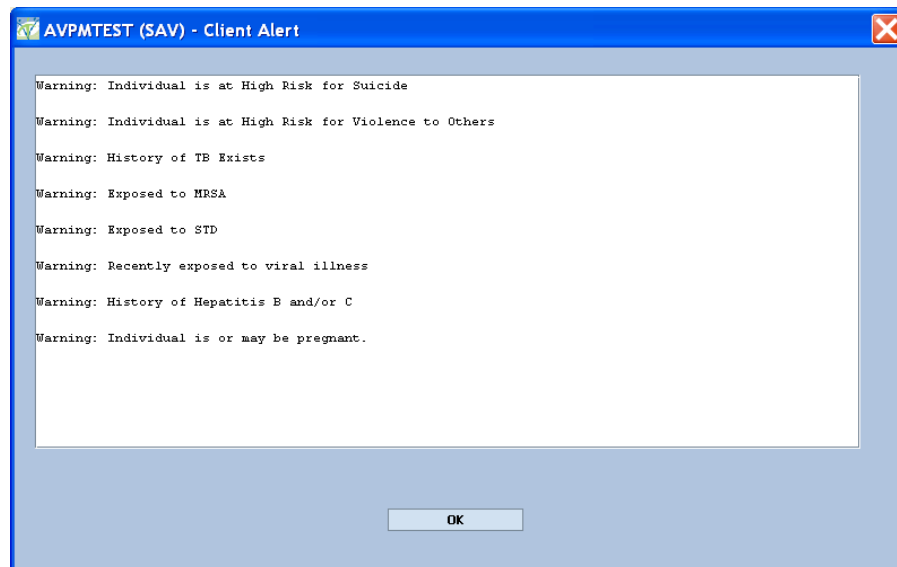 AVPMTEST (SAV) - Client Alert
Warning: Individual is at High Risk for Suicide
Warning: Individual is at High Risk for Violence to Others
Warning: History of TB Exists
Warning: Exposed to MRSA
Warning: Exposed to STD
Warning: Recently exposed to viral illness
Warning: History of Hepatitis B and/or C
Warning: Individual is or may be pregnant.
OK